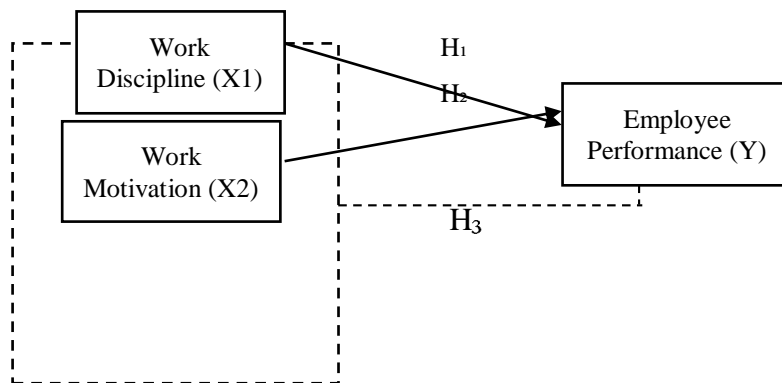 Work
Discipline (X1)
H₁
H₂
Work
Motivation (X2)
Employee
Performance (Y)
H₃